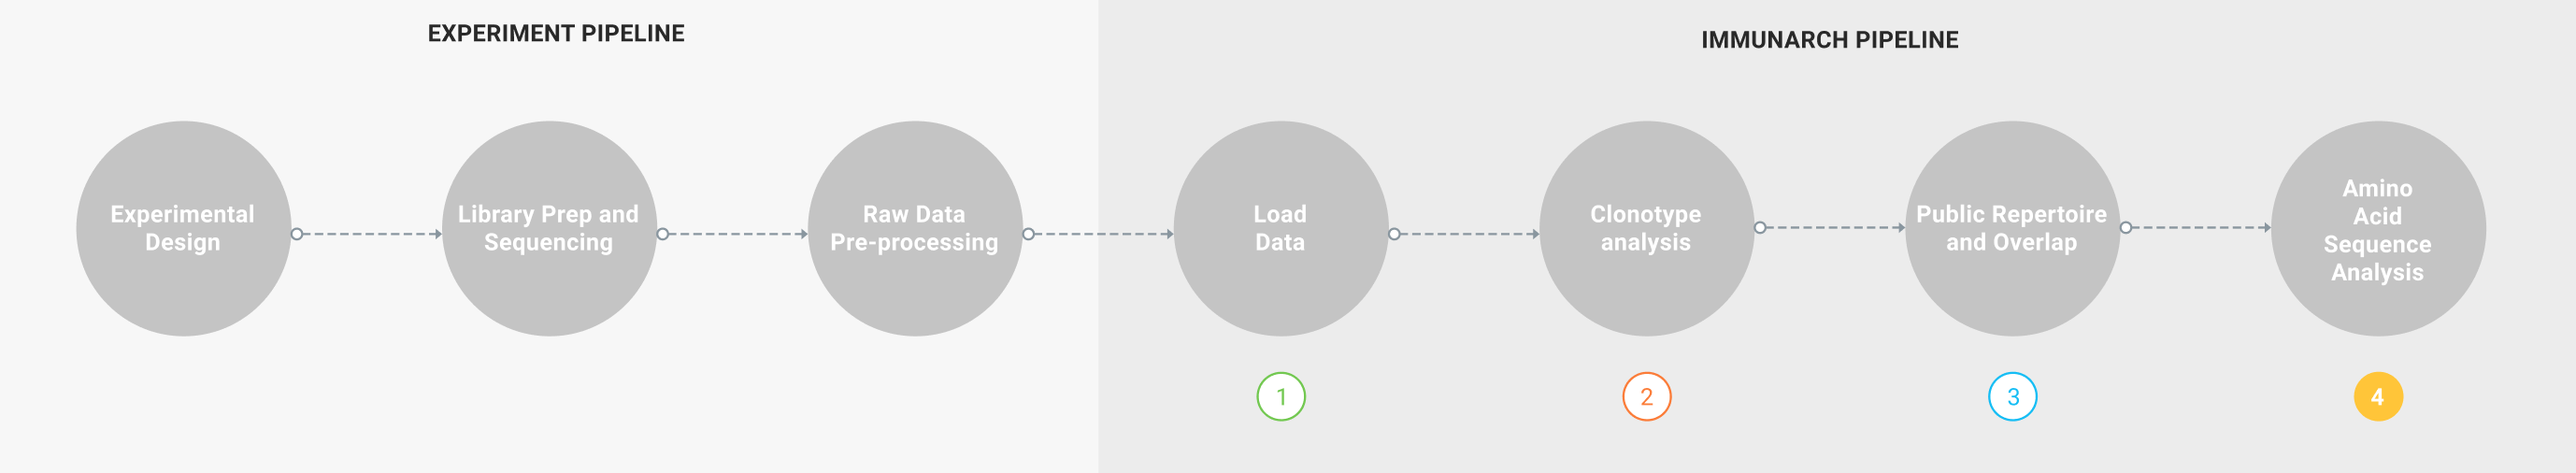 EXPERIMENT PIPELINE
IMMUNARCH PIPELINE
Experimental
Design
Library Prep and
Sequencing
Raw Data
Pre-processing
Load
Data
Clonotype
analysis
Public Repertoire
and Overlap
Amino
Acid
Sequence
Analysis
1
2
3
4